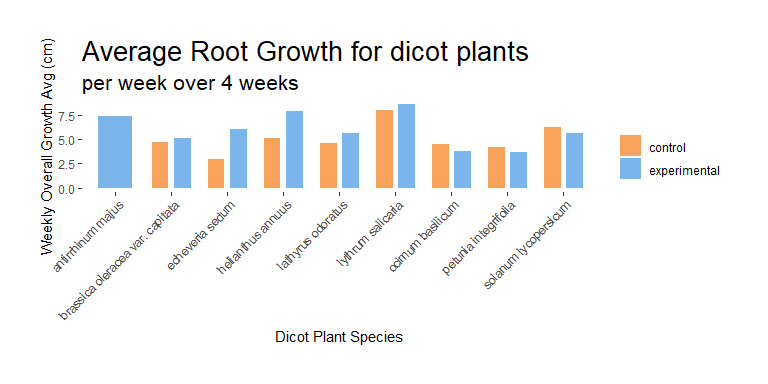 Average Root Growth for dicot plants
per week over 4 weeks
Weekly Overall Growth Avg (cm)
7.5
5.0
2.5
0.0
antirrhinum majus
brassica oleracea var. capitata
echeveria sedum
helianthus annuus
lathyrus odoratus
lythrum salicaria
ocimum basilicum
petunia integrifolia
solanum lycopersicum
Dicot Plant Species
control
experimental